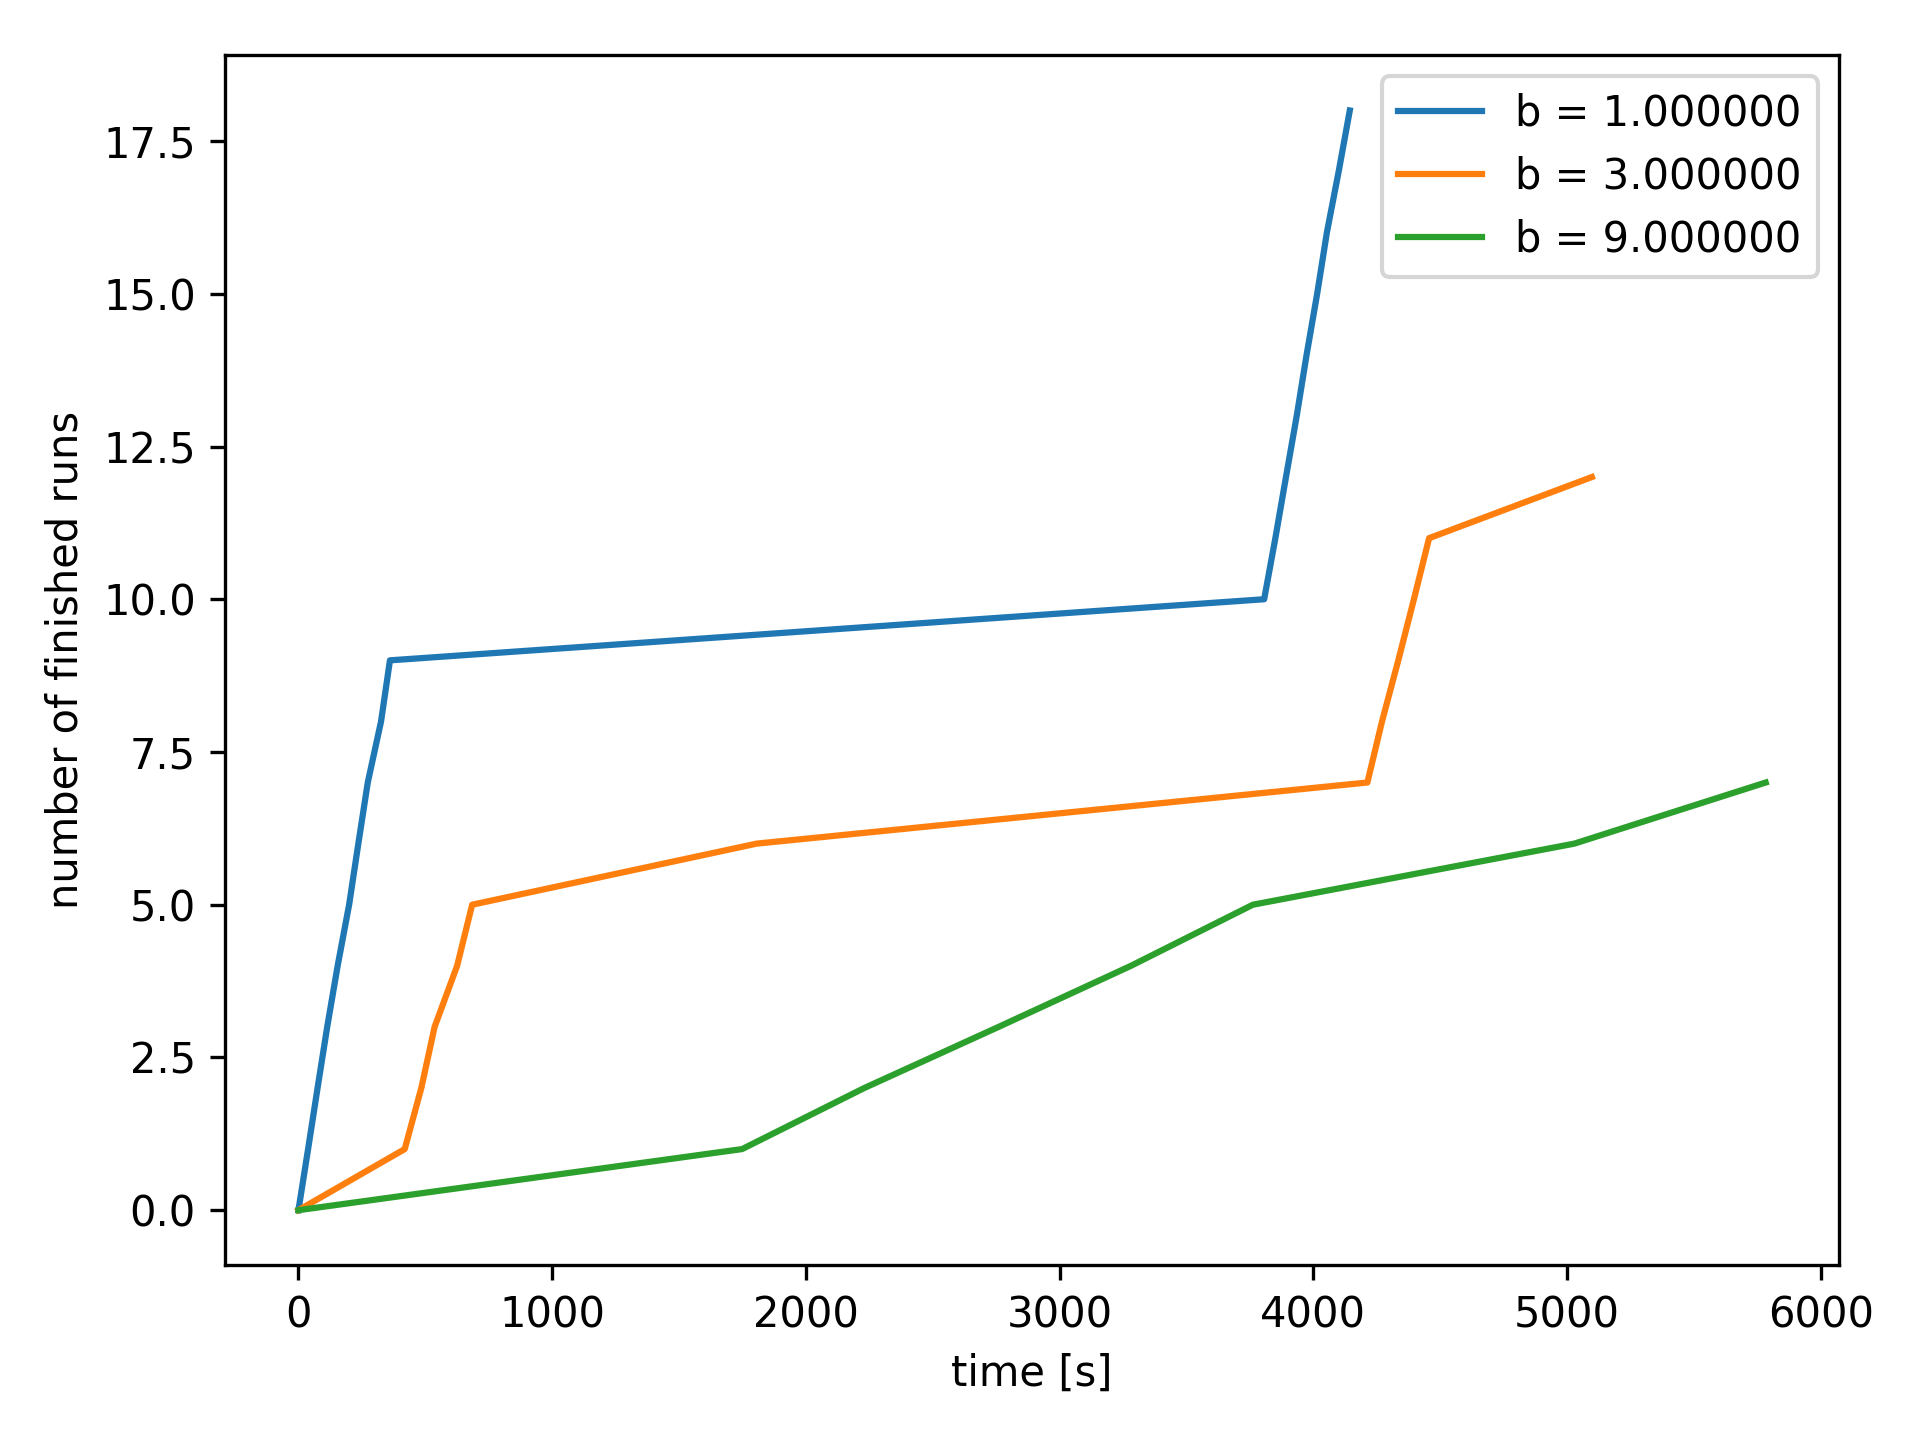 b = 1.000000
b = 3.000000
b = 9.000000
17.5
15.0
12.5
10.0
7.5
5.0
2.5
0.0
number of finished runs
0 1000 2000 3000 4000 5000 6000
time [s]